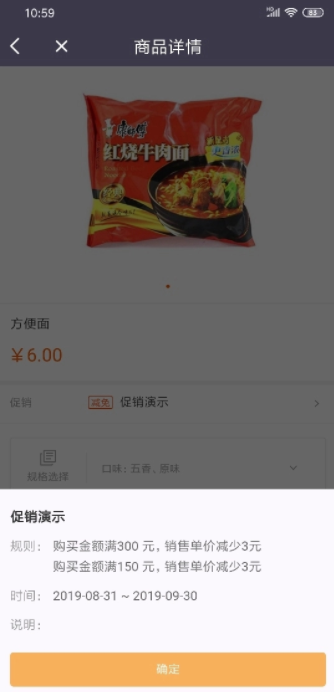 10:59
83
商品详情
康师傅
红烧牛肉面
方便面
￥6.00
促销 减免 促销演示
规格选择 口味: 五香, 原味
促销演示
规则: 购买金额满300 元, 销售单价减少3元
购买金额满150 元, 销售单价减少3元
时间: 2019-08-31 ~ 2019-09-30
说明:
确定